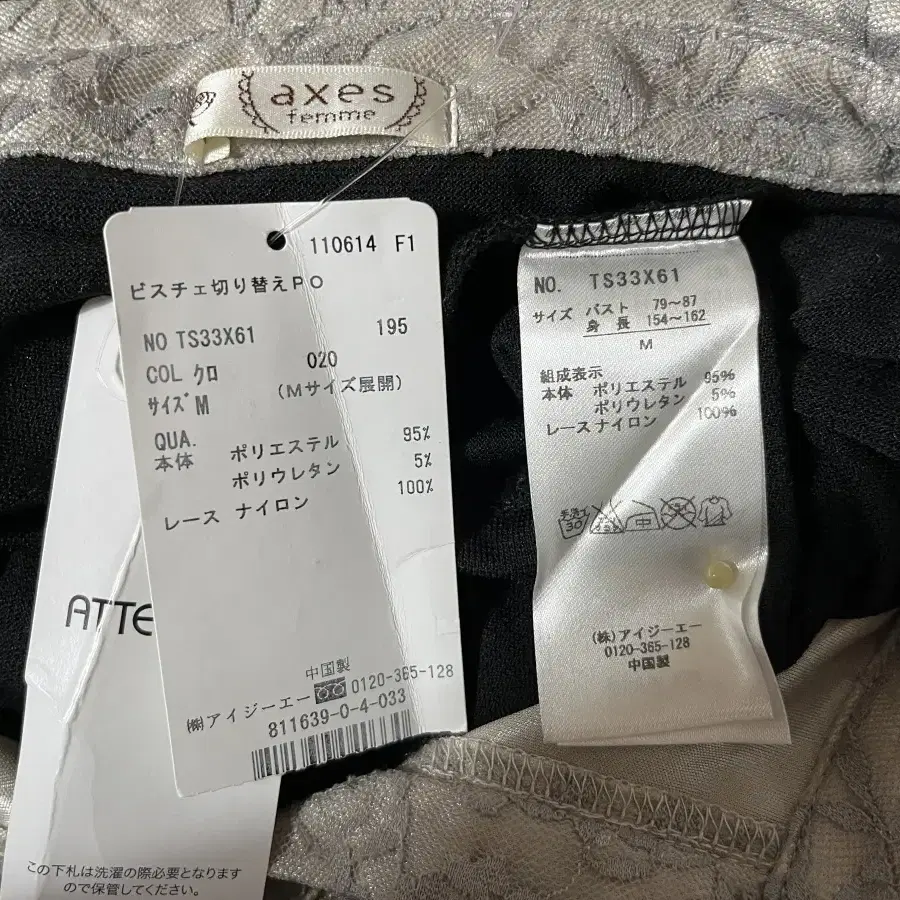 axes
femme
110614 F1
ビスチェ切り替えPO
NO TS33X61 195
COL クロ 020
サイズ M (Mサイズ展開)
QUA.
本体 ポリエステル 95%
ポリウレタン 5%
レース ナイロン 100%
中国製
㈱アイジーエー 0120-365-128
811639-0-4-033
ATTE
この下札は洗濯の際必要となります
ので保管してください。
NO. TS33X61
サイズ バスト 79~87
身長 154~162
M
組成表示
本体 ポリエステル 95%
ポリウレタン 5%
レース ナイロン 100%
手洗イ
30
中
(株)アイジーエー
0120-365-128
中国製